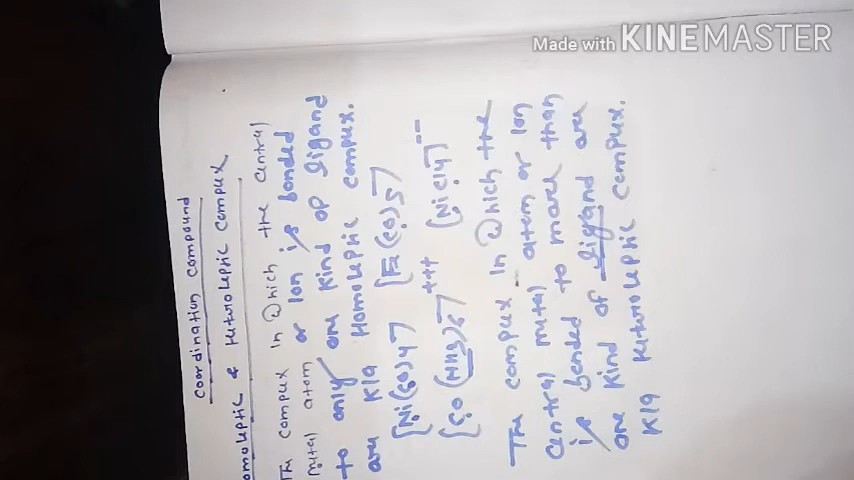 Made with KINEMASTER
coordination compound
omoleptic & Heteroleptic complex
The complex In Which the central
metal atom or Ion is bonded
to only one kind of ligand
are K/a Homoleptic complex.
[Ni(CO)4] [Fe(CO)5]
[Co(NH3)6]+++ [NiCl4]--
The complex In Which the
central metal atom or Ion
is bonded to more than
one kind of ligand are
K/a Heteroleptic complex.